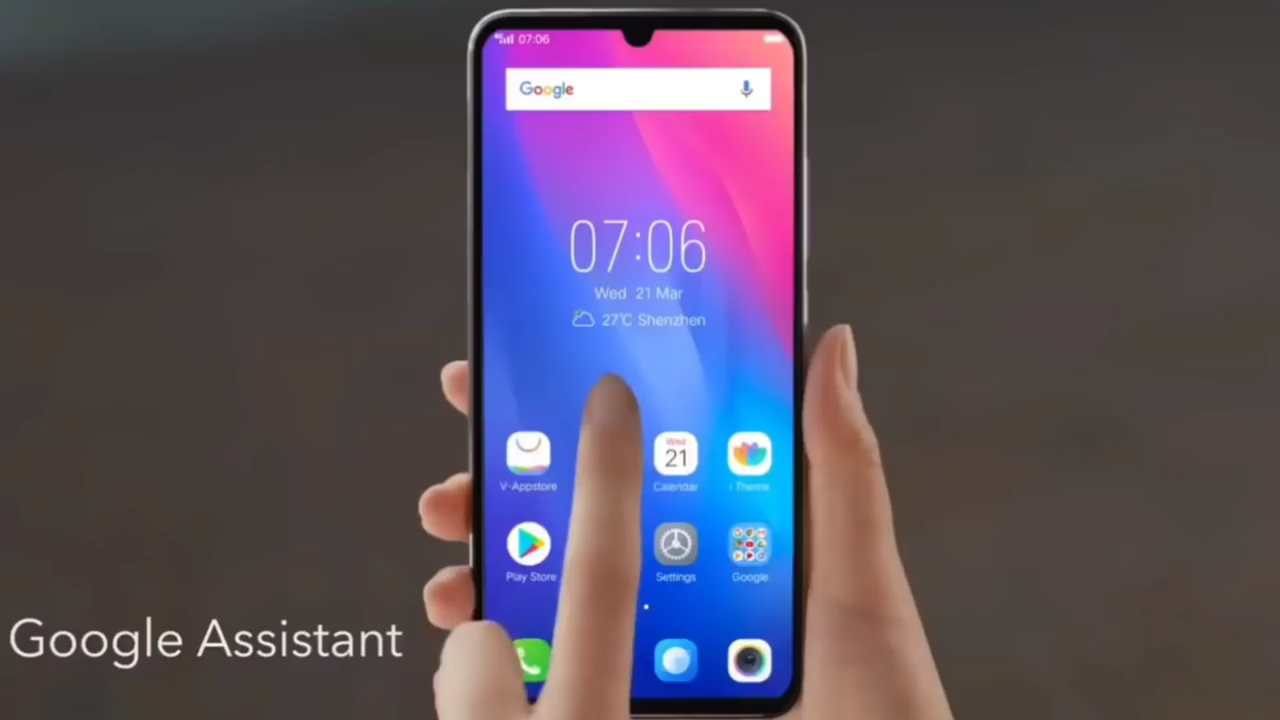 07:06
Google
07:06
Wed 21 Mar
27℃ Shenzhen
Wed
21
V-Appstore
Calendar
i Theme
Play Store
Settings
Google
Google Assistant